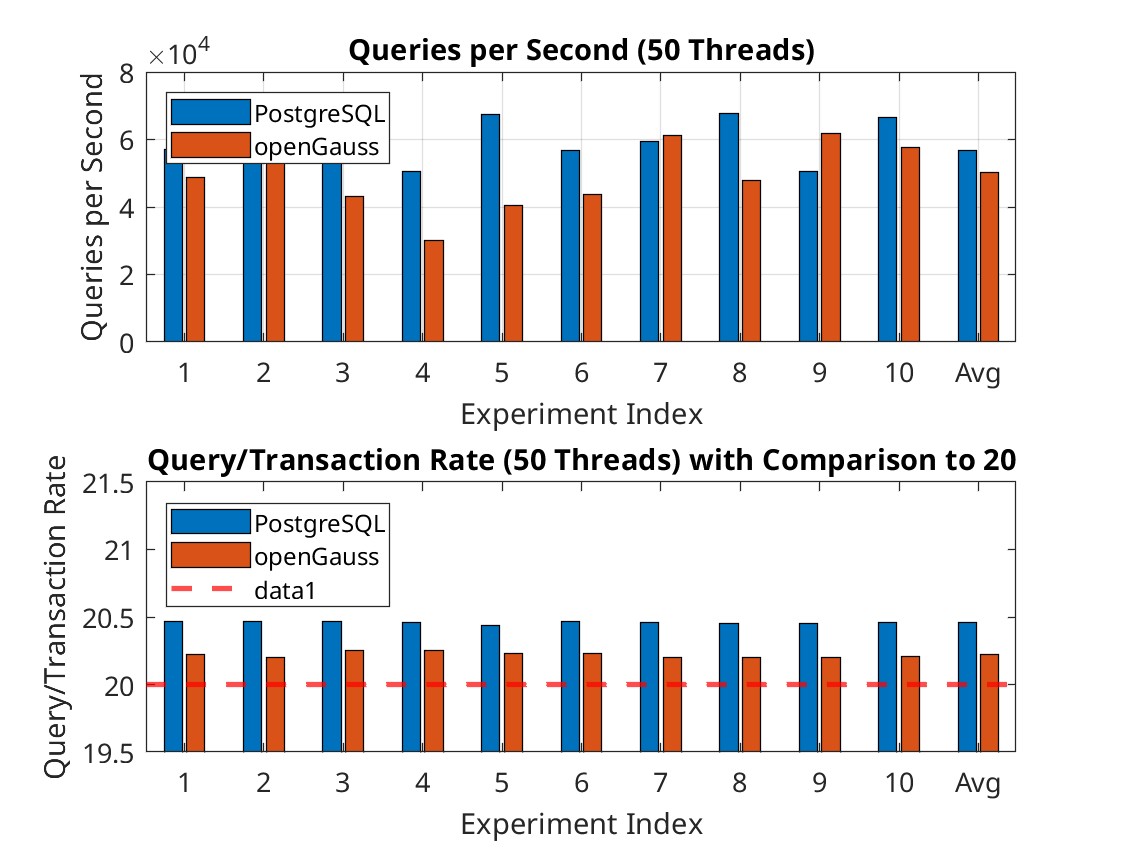 ×10⁴
Queries per Second (50 Threads)
Queries per Second
8
6
4
2
0
PostgreSQL
openGauss
1 2 3 4 5 6 7 8 9 10 Avg
Experiment Index
Query/Transaction Rate (50 Threads) with Comparison to 20
Query/Transaction Rate
21.5
21
20.5
20
19.5
PostgreSQL
openGauss
data1
1 2 3 4 5 6 7 8 9 10 Avg
Experiment Index